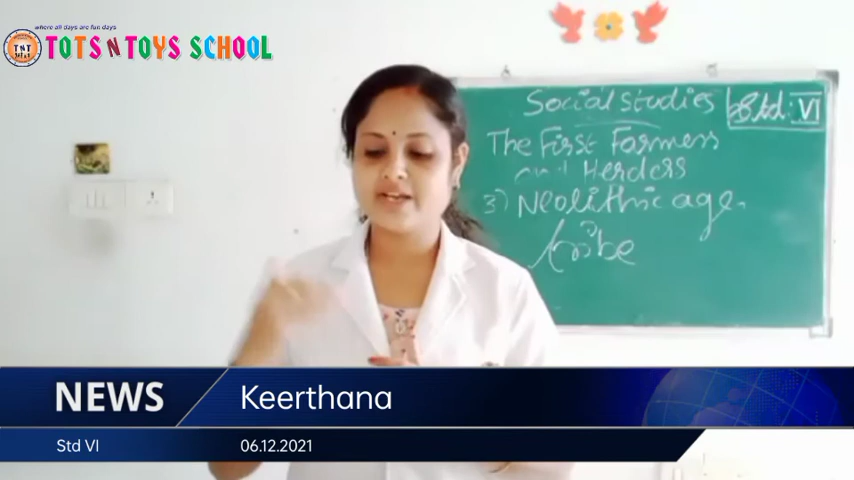 where all days are fun days
TOTS N TOYS SCHOOL
TNT
Social studies
Std: VI
The First Farmers
and Herders
3) Neolithic age.
tribe
NEWS
Keerthana
Std VI
06.12.2021